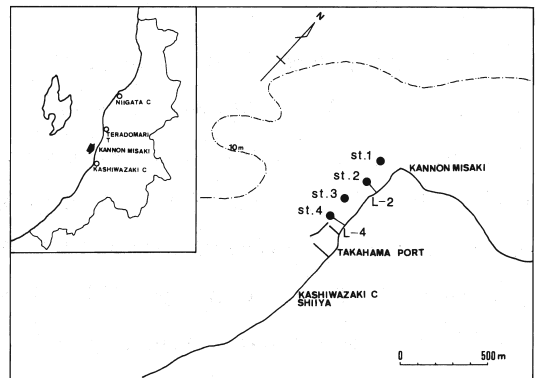 NIIGATA C
TERADOMARI
T
KANNON MISAKI
KASHIWAZAKI C
N
10m
st.1
KANNON MISAKI
st.2
L-2
st.3
st.4
L-4
TAKAHAMA PORT
KASHIWAZAKI C
SHIIYA
0 500 m